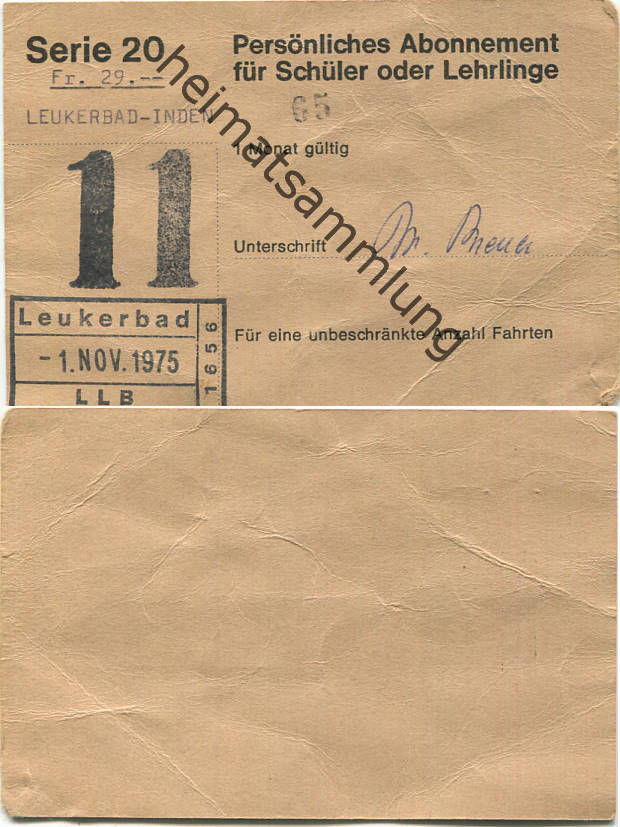 Serie 20
Fr. 29.--
LEUKERBAD-INDEN
Persönliches Abonnement
für Schüler oder Lehrlinge
65
1 Monat gültig
11
Unterschrift
Für eine unbeschränkte Anzahl Fahrten
Leukerbad
-1. NOV. 1975
LLB
1656
heimatsammlung